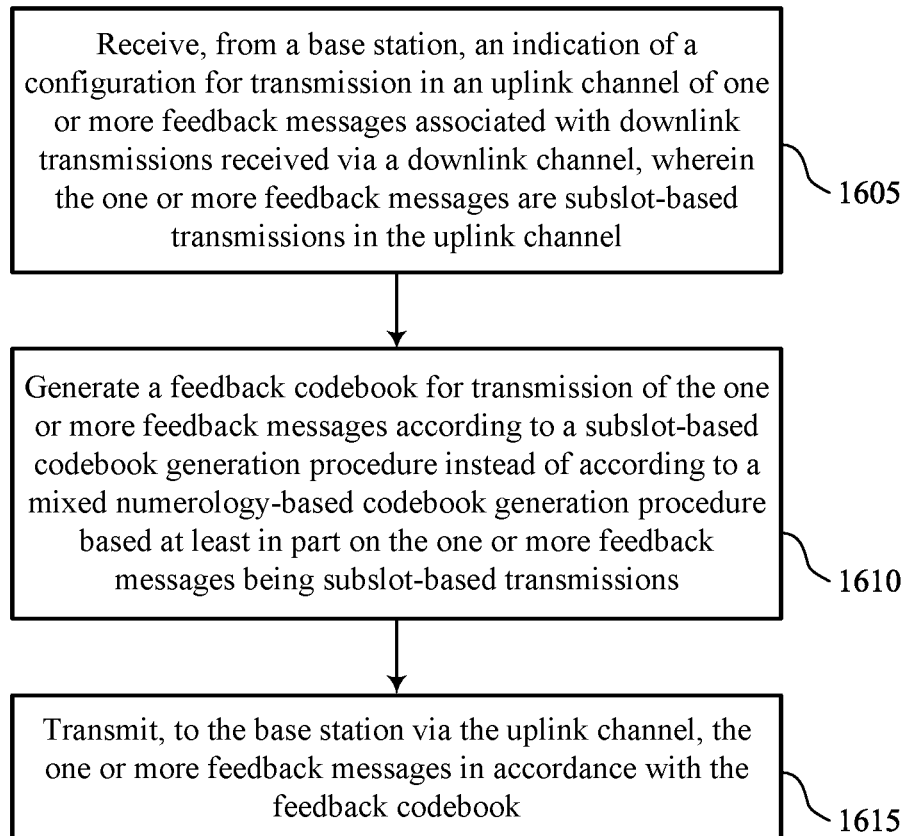 Receive, from a base station, an indication of a
configuration for transmission in an uplink channel of one
or more feedback messages associated with downlink
transmissions received via a downlink channel, wherein
the one or more feedback messages are subslot-based
transmissions in the uplink channel
1605
Generate a feedback codebook for transmission of the one
or more feedback messages according to a subslot-based
codebook generation procedure instead of according to a
mixed numerology-based codebook generation procedure
based at least in part on the one or more feedback
messages being subslot-based transmissions
1610
Transmit, to the base station via the uplink channel, the
one or more feedback messages in accordance with the
feedback codebook
1615